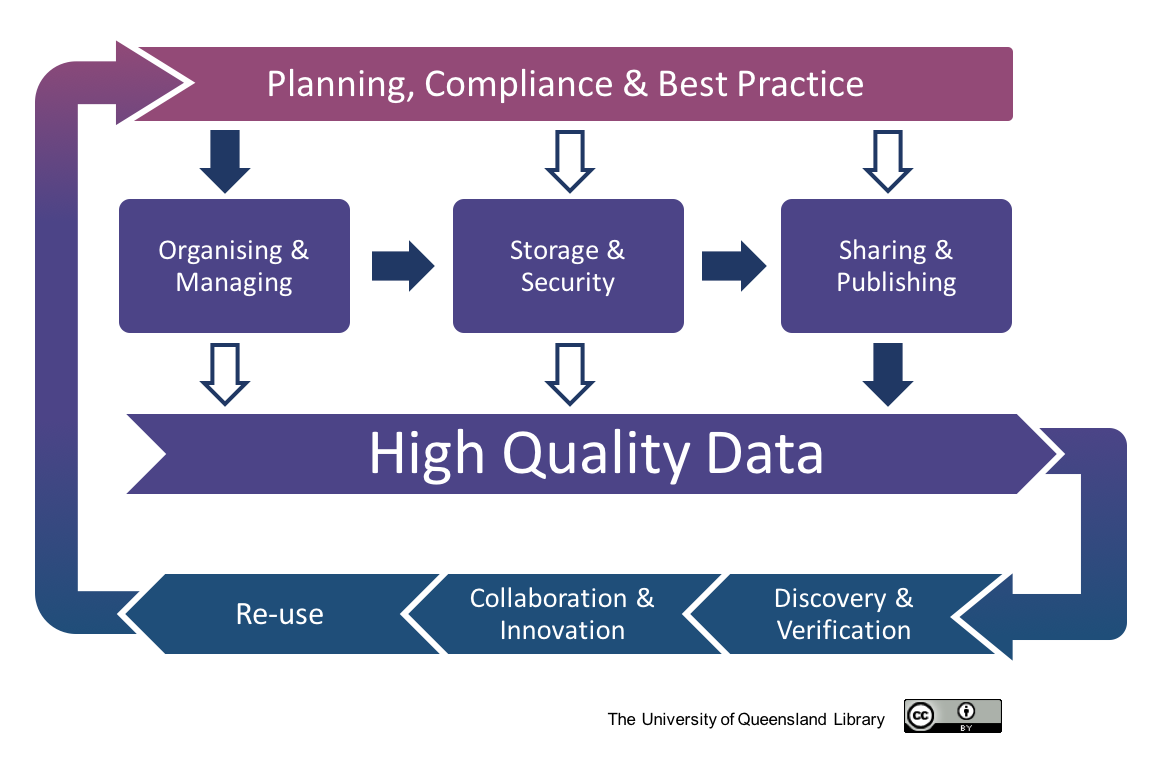 Planning, Compliance & Best Practice
Organising &
Managing
Storage &
Security
Sharing &
Publishing
High Quality Data
Re-use
Collaboration &
Innovation
Discovery &
Verification
The University of Queensland Library
cc
BY